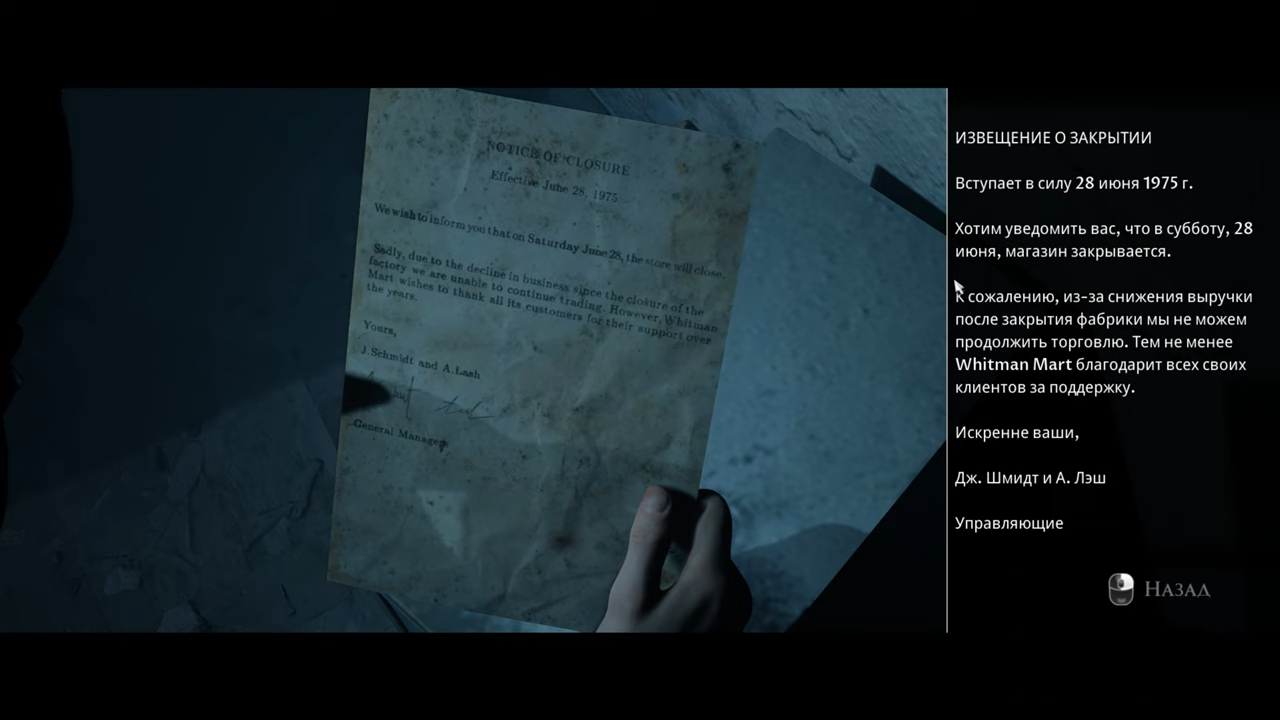 NOTICE OF CLOSURE
Effective June 28, 1975
We wish to inform you that on Saturday June 28, the store will close.
Sadly, due to the decline in business since the closure of the
factory we are unable to continue trading. However, Whitman
Mart wishes to thank all its customers for their support over
the years.
Yours,
J.Schmidt and A.Lash
General Managers
ИЗВЕЩЕНИЕ О ЗАКРЫТИИ
Вступает в силу 28 июня 1975 г.
Хотим уведомить вас, что в субботу, 28
июня, магазин закрывается.
К сожалению, из-за снижения выручки
после закрытия фабрики мы не можем
продолжить торговлю. Тем не менее
Whitman Mart благодарит всех своих
клиентов за поддержку.
Искренне ваши,
Дж. Шмидт и А. Лэш
Управляющие
Назад